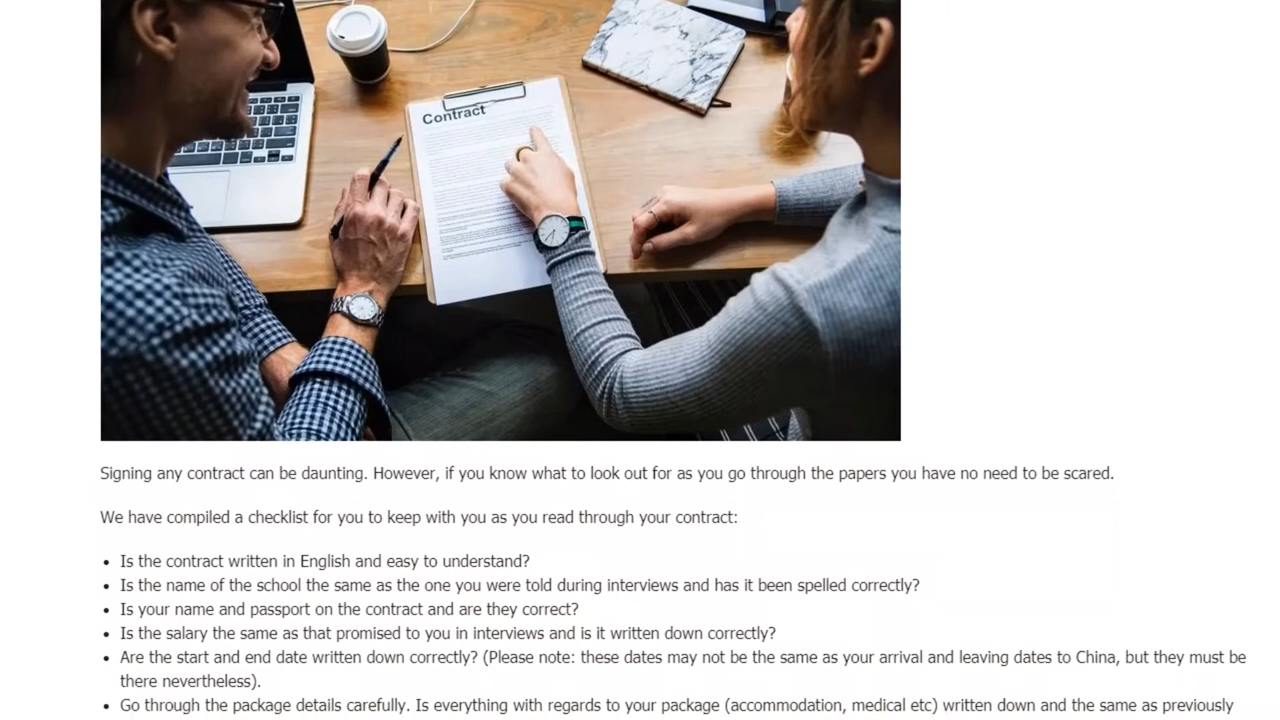 Contract
Signing any contract can be daunting. However, if you know what to look out for as you go through the papers you have no need to be scared.
We have compiled a checklist for you to keep with you as you read through your contract:
• Is the contract written in English and easy to understand?
• Is the name of the school the same as the one you were told during interviews and has it been spelled correctly?
• Is your name and passport on the contract and are they correct?
• Is the salary the same as that promised to you in interviews and is it written down correctly?
• Are the start and end date written down correctly? (Please note: these dates may not be the same as your arrival and leaving dates to China, but they must be
there nevertheless).
• Go through the package details carefully. Is everything with regards to your package (accommodation, medical etc) written down and the same as previously